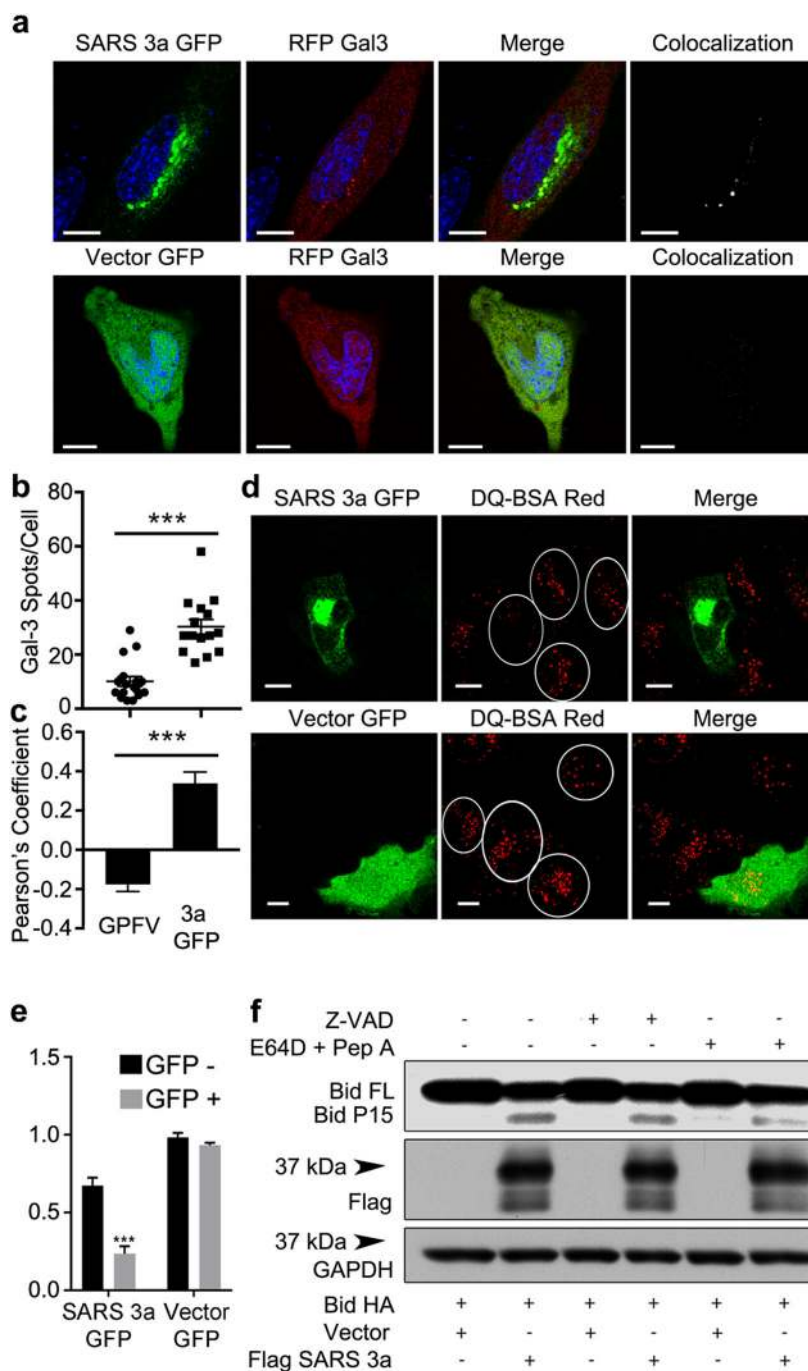 a
SARS 3a GFP RFP Gal3 Merge Colocalization
Vector GFP RFP Gal3 Merge Colocalization
b
80
60
40
20
0
Gal-3 Spots/Cell
***
c
0.6
0.4
0.2
0.0
-0.2
-0.4
Pearson's Coefficient
***
GPFV 3a
GFP
d
SARS 3a GFP DQ-BSA Red Merge
Vector GFP DQ-BSA Red Merge
e
1.5
1.0
0.5
0.0
GFP -
GFP +
***
SARS 3a Vector
GFP GFP
f
Z-VAD - - + + - -
E64D + Pep A - - - - + +
Bid FL
Bid P15
37 kDa
Flag
37 kDa
GAPDH
Bid HA + + + + + +
Vector + - + - + -
Flag SARS 3a - + - + - +